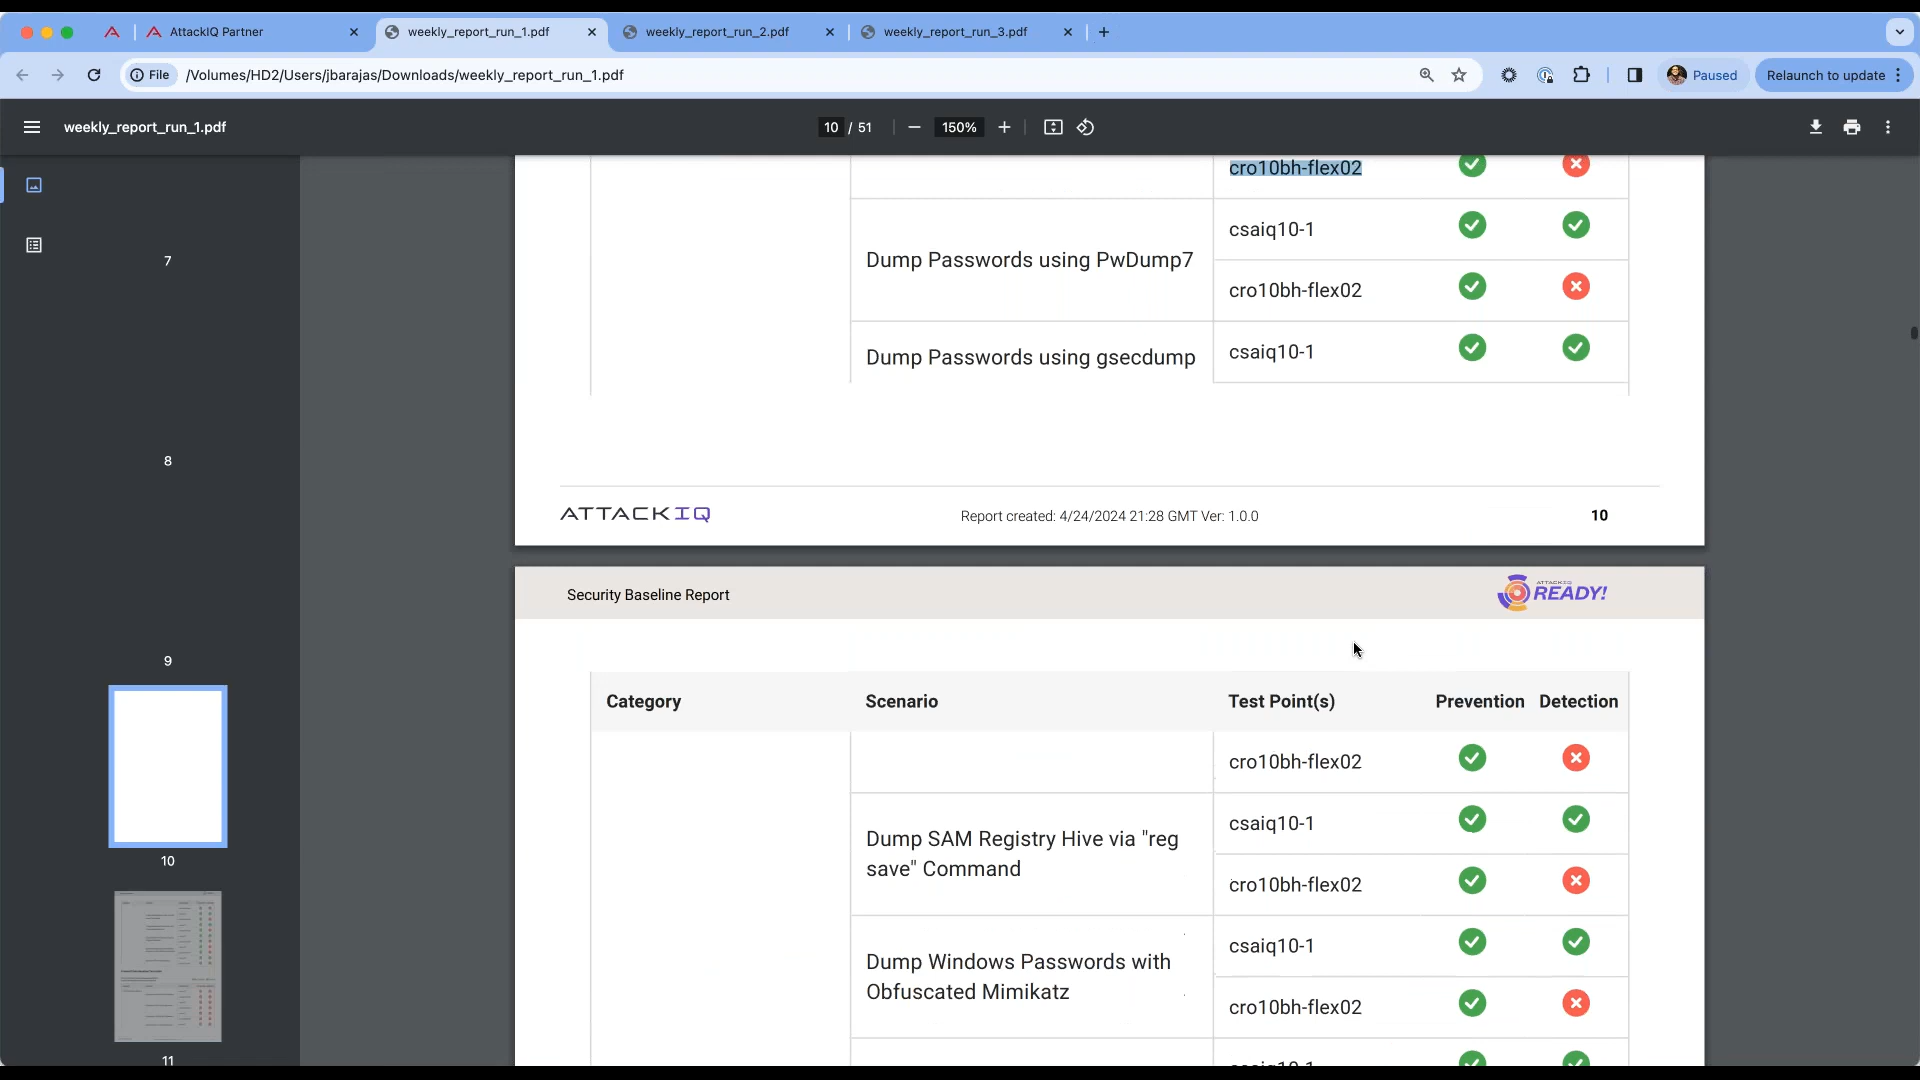 AttackIQ Partner
weekly_report_run_1.pdf
weekly_report_run_2.pdf
weekly_report_run_3.pdf
File
/Volumes/HD2/Users/jbarajas/Downloads/weekly_report_run_1.pdf
Paused
Relaunch to update
weekly_report_run_1.pdf
10 / 51
150%
7
8
9
10
11
cro10bh-flex02
Dump Passwords using PwDump7
csaiq10-1
cro10bh-flex02
Dump Passwords using gsecdump
csaiq10-1
ATTACKIQ
Report created: 4/24/2024 21:28 GMT Ver: 1.0.0
10
Security Baseline Report
ATTACKIQ
READY!
Category Scenario Test Point(s) Prevention Detection
cro10bh-flex02
Dump SAM Registry Hive via "reg
save" Command
csaiq10-1
cro10bh-flex02
Dump Windows Passwords with
Obfuscated Mimikatz
csaiq10-1
cro10bh-flex02